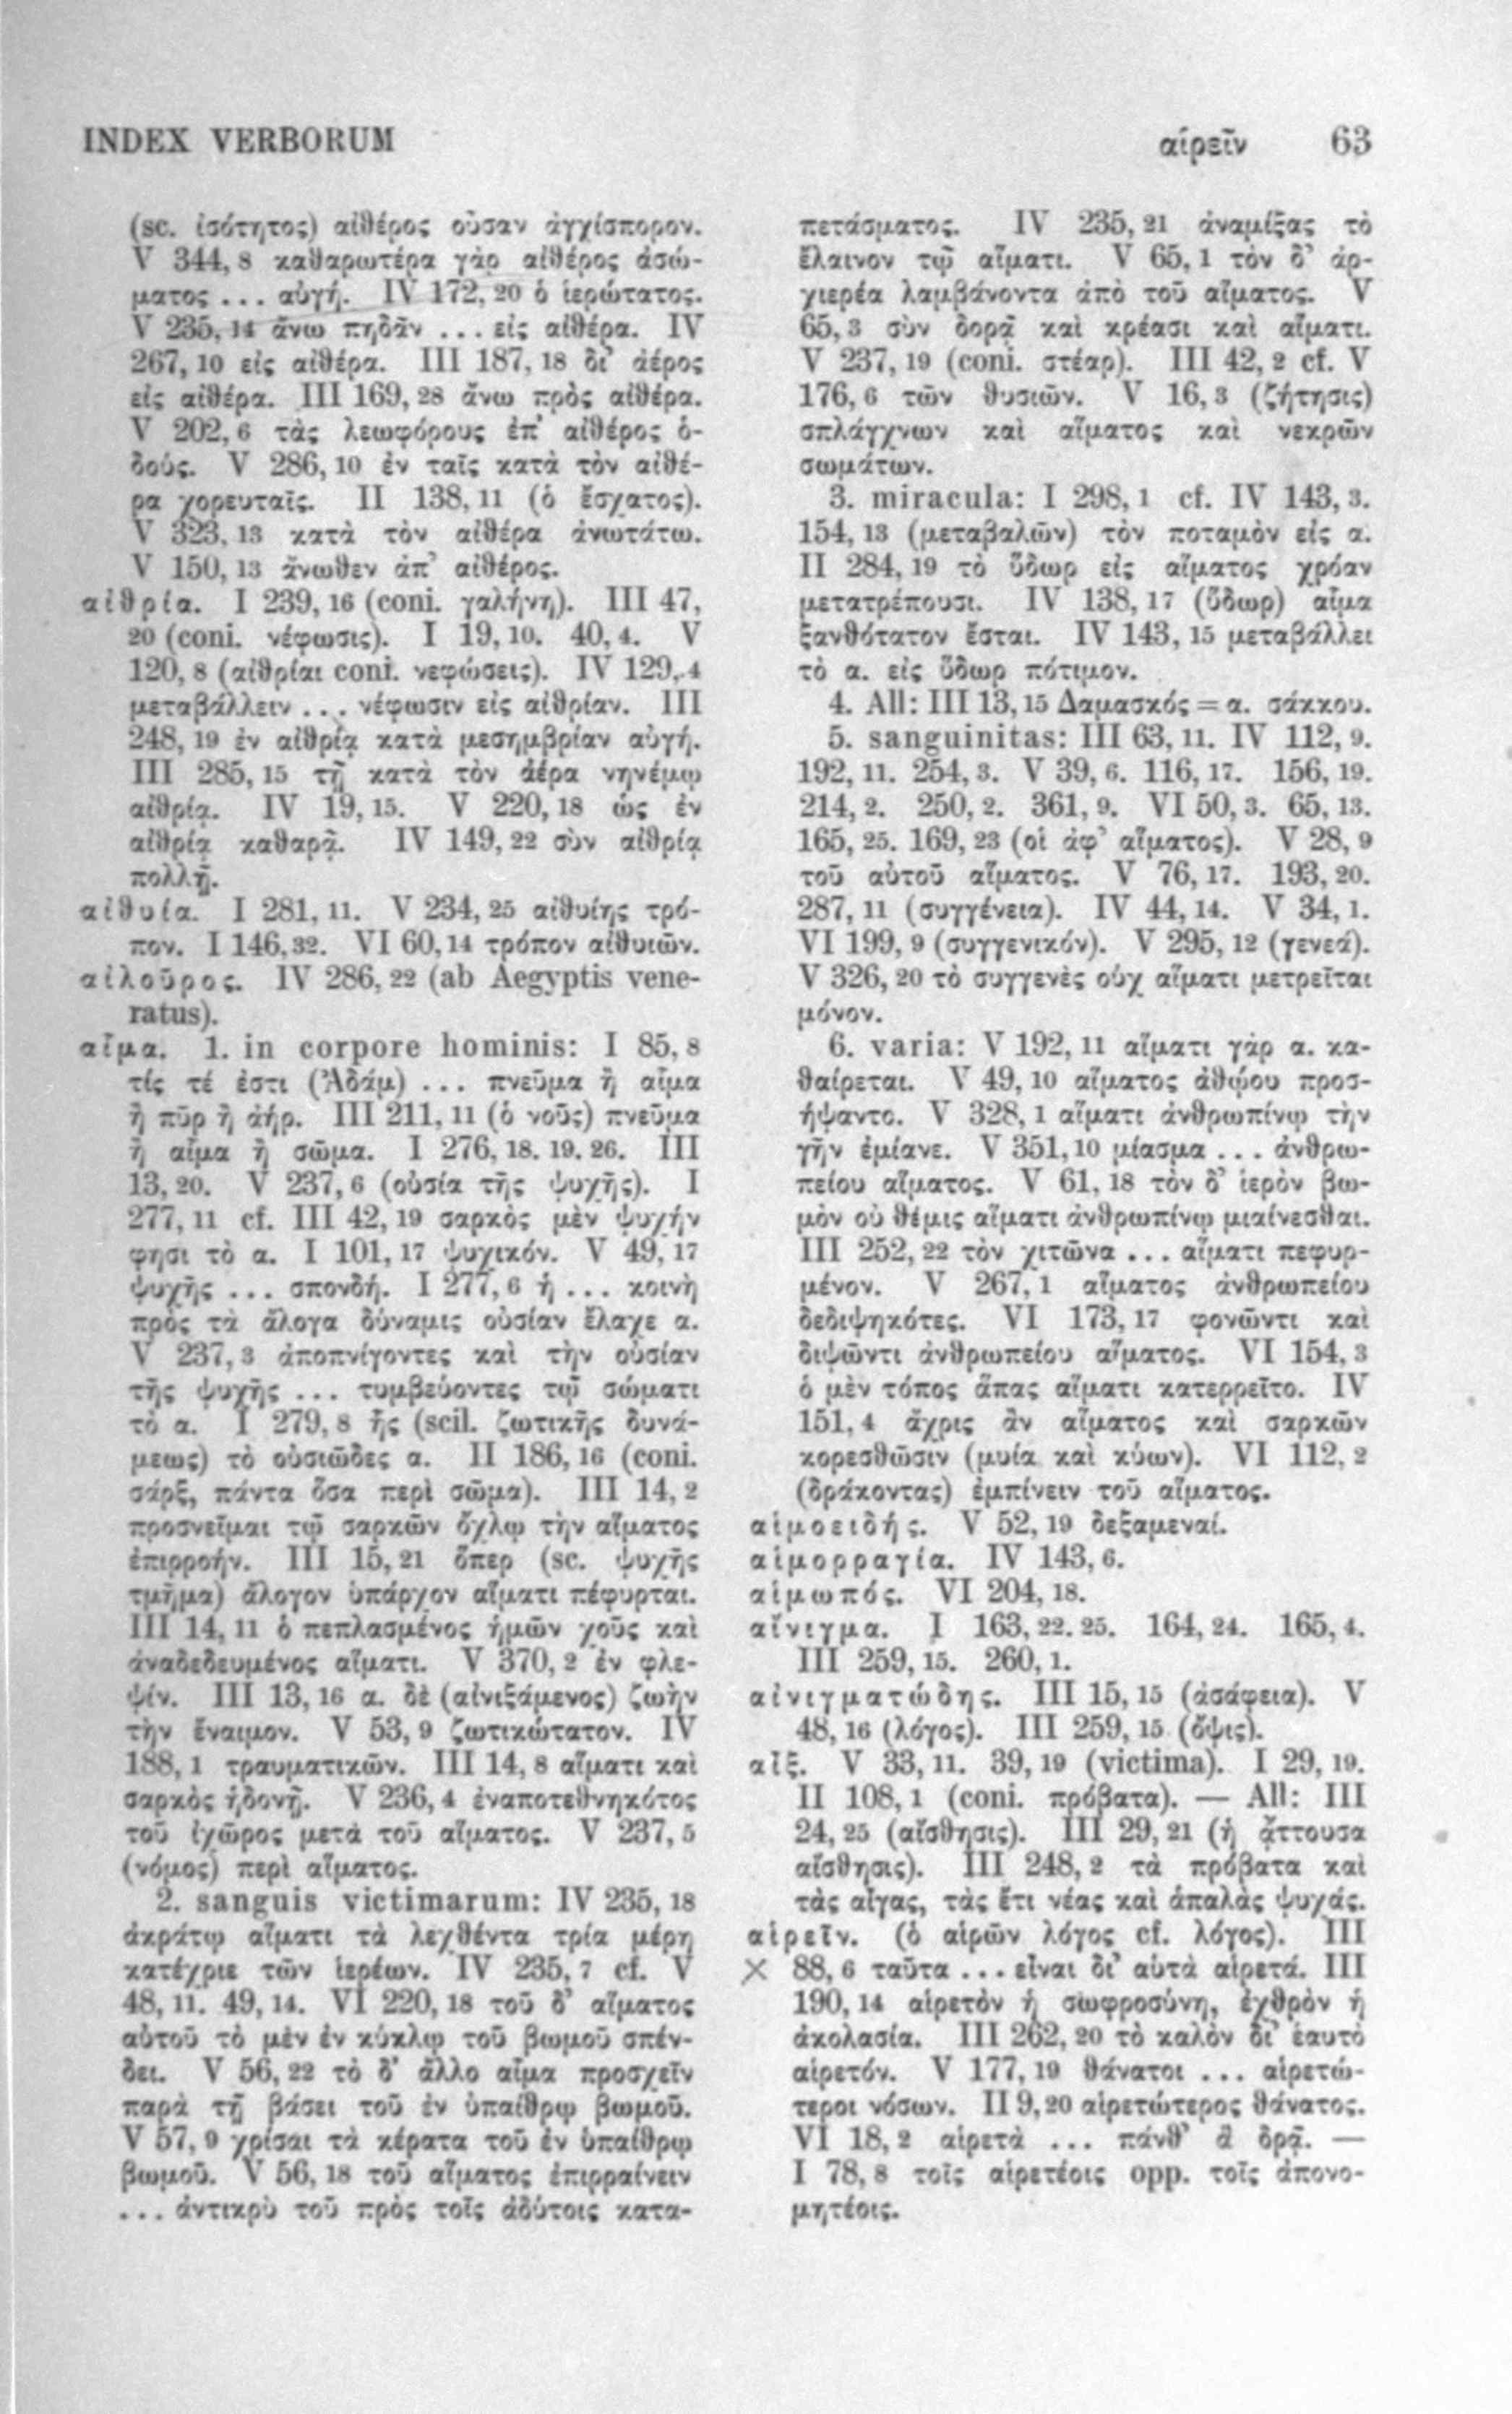 INDEX VERBORUM
αἱρεῖν 63
(sc. ἰσότητος) αἰθέρος οὖσαν ἀγχίσπορον.
V 344, 8 καθαρωτέρα γὰρ αἰθέρος ἀσώ-
ματος ... αὐγή. IV 172, 20 ὁ ἱερώτατος.
V 235, 14 ἄνω πηδᾶν ... εἰς αἰθέρα. IV
267, 10 εἰς αἰθέρα. III 187, 18 δι' ἀέρος
εἰς αἰθέρα. III 169, 28 ἄνω πρὸς αἰθέρα.
V 202, 6 τὰς λεωφόρους ἐπ' αἰθέρος ὁ-
δούς. V 286, 10 ἐν ταῖς κατὰ τὸν αἰθέ-
ρα χορευταῖς. II 138, 11 (ὁ ἔσχατος).
V 323, 13 κατὰ τὸν αἰθέρα ἀνωτάτω.
V 150, 13 ἄνωθεν ἀπ' αἰθέρος.
αἰθρία. I 239, 16 (coni. γαλήνη). III 47,
20 (coni. νέφωσις). I 19, 10. 40, 4. V
120, 8 (αἰθρίαι coni. νεφώσεις). IV 129, 4
μεταβάλλειν ... νέφωσιν εἰς αἰθρίαν. III
248, 19 ἐν αἰθρίᾳ κατὰ μεσημβρίαν αὐγή.
III 285, 15 τῇ κατὰ τὸν ἀέρα νηνέμῳ
αἰθρίᾳ. IV 19, 15. V 220, 18 ὡς ἐν
αἰθρίᾳ καθαρᾷ. IV 149, 22 σὺν αἰθρίᾳ
πολλῇ.
αἴθυια. I 281, 11. V 234, 25 αἰθυίης τρό-
πον. I 146, 32. VI 60, 14 τρόπον αἰθυιῶν.
αἴλουρος. IV 286, 22 (ab Aegyptis vene-
ratus).
αἷμα. 1. in corpore hominis: I 85, 8
τίς τέ ἐστι (Ἀδάμ) ... πνεῦμα ἢ αἷμα
ἢ πῦρ ἢ ἀήρ. III 211, 11 (ὁ νοῦς) πνεῦμα
ἢ αἷμα ἢ σῶμα. I 276, 18. 19. 26. III
13, 20. V 237, 6 (οὐσία τῆς ψυχῆς). I
277, 11 cf. III 42, 19 σαρκὸς μὲν ψυχήν
φησι τὸ α. I 101, 17 ψυχικόν. V 49, 17
ψυχῆς ... σπονδή. I 277, 6 ἡ ... κοινὴ
πρὸς τὰ ἄλογα δύναμις οὐσίαν ἔλαχε α.
V 237, 3 ἀποπνίγοντες καὶ τὴν οὐσίαν
τῆς ψυχῆς ... τυμβεύοντες τῷ σώματι
τὸ α. I 279, 8 ἧς (scil. ζωτικῆς δυνά-
μεως) τὸ οὐσιῶδες α. II 186, 16 (coni.
σάρξ, πάντα ὅσα περὶ σῶμα). III 14, 2
προσνεῖμαι τῷ σαρκῶν ὄχλῳ τὴν αἵματος
ἐπιρροήν. III 15, 21 ὅπερ (sc. ψυχῆς
τμῆμα) ἄλογον ὑπάρχον αἵματι πέφυρται.
III 14, 11 ὁ πεπλασμένος ἡμῶν χοῦς καὶ
ἀναδεδευμένος αἵματι. V 370, 2 ἐν φλε-
ψίν. III 13, 16 α. δὲ (αἰνιξάμενος) ζωὴν
τὴν ἔναιμον. V 53, 9 ζωτικώτατον. IV
188, 1 τραυματικῶν. III 14, 8 αἵματι καὶ
σαρκὸς ἡδονῇ. V 236, 4 ἐναποτεθνηκότος
τοῦ ἰχῶρος μετὰ τοῦ αἵματος. V 237, 5
(νόμος) περὶ αἵματος.
2. sanguis victimarum: IV 235, 18
ἀκράτῳ αἵματι τὰ λεχθέντα τρία μέρη
κατέχριε τῶν ἱερέων. IV 235, 7 cf. V
48, 11. 49, 14. VI 220, 18 τοῦ δ' αἵματος
αὐτοῦ τὸ μὲν ἐν κύκλῳ τοῦ βωμοῦ σπέν-
δει. V 56, 22 τὸ δ' ἄλλο αἷμα προσχεῖν
παρὰ τῇ βάσει τοῦ ἐν ὑπαίθρῳ βωμοῦ.
V 57, 9 χρῖσαι τὰ κέρατα τοῦ ἐν ὑπαίθρῳ
βωμοῦ. V 56, 18 τοῦ αἵματος ἐπιρραίνειν
... ἀντικρὺ τοῦ πρὸς τοῖς ἀδύτοις κατα-
πετάσματος. IV 235, 21 ἀναμίξας τὸ
ἔλαινον τῷ αἵματι. V 65, 1 τὸν δ' ἀρ-
χιερέα λαμβάνοντα ἀπὸ τοῦ αἵματος. V
65, 3 σὺν δορᾷ καὶ κρέασι καὶ αἵματι.
V 237, 19 (coni. στέαρ). III 42, 2 cf. V
176, 6 τῶν θυσιῶν. V 16, 3 (ζήτησις)
σπλάγχνων καὶ αἵματος καὶ νεκρῶν
σωμάτων.
3. miracula: I 298, 1 cf. IV 143, 3.
154, 13 (μεταβαλῶν) τὸν ποταμὸν εἰς α.
II 284, 19 τὸ ὕδωρ εἰς αἵματος χρόαν
μετατρέπουσι. IV 138, 17 (ὕδωρ) αἷμα
ξανθότατον ἔσται. IV 143, 15 μεταβάλλει
τὸ α. εἰς ὕδωρ πότιμον.
4. All: III 13, 15 Δαμασκός = α. σάκκου.
5. sanguinitas: III 63, 11. IV 112, 9.
192, 11. 254, 3. V 39, 6. 116, 17. 156, 19.
214, 2. 250, 2. 361, 9. VI 50, 3. 65, 13.
165, 25. 169, 23 (οἱ ἀφ' αἵματος). V 28, 9
τοῦ αὐτοῦ αἵματος. V 76, 17. 193, 20.
287, 11 (συγγένεια). IV 44, 14. V 34, 1.
VI 199, 9 (συγγενικόν). V 295, 12 (γενεά).
V 326, 20 τὸ συγγενὲς οὐχ αἵματι μετρεῖται
μόνον.
6. varia: V 192, 11 αἵματι γὰρ α. κα-
θαίρεται. V 49, 10 αἵματος ἀθῴου προσ-
ήψαντο. V 328, 1 αἵματι ἀνθρωπίνῳ τὴν
γῆν ἐμίανε. V 351, 10 μίασμα ... ἀνθρω-
πείου αἵματος. V 61, 18 τὸν δ' ἱερὸν βω-
μὸν οὐ θέμις αἵματι ἀνθρωπίνῳ μιαίνεσθαι.
III 252, 22 τὸν χιτῶνα ... αἵματι πεφυρ-
μένον. V 267, 1 αἵματος ἀνθρωπείου
δεδιψηκότες. VI 173, 17 φονῶντι καὶ
διψῶντι ἀνθρωπείου αἵματος. VI 154, 3
ὁ μὲν τόπος ἅπας αἵματι κατερρεῖτο. IV
151, 4 ἄχρις ἂν αἵματος καὶ σαρκῶν
κορεσθῶσιν (μυία καὶ κύων). VI 112, 2
(δράκοντας) ἐμπίνειν τοῦ αἵματος.
αἱμοειδής. V 52, 19 δεξαμεναί.
αἱμορραγία. IV 143, 6.
αἱμωπός. VI 204, 18.
αἴνιγμα. I 163, 22. 25. 164, 24. 165, 4.
III 259, 15. 260, 1.
αἰνιγματώδης. III 15, 15 (ἀσάφεια). V
48, 16 (λόγος). III 259, 15 (ὄψις).
αἴξ. V 33, 11. 39, 19 (victima). I 29, 19.
II 108, 1 (coni. πρόβατα). — All: III
24, 25 (αἴσθησις). III 29, 21 (ἡ ᾄττουσα
αἴσθησις). III 248, 2 τὰ πρόβατα καὶ
τὰς αἶγας, τὰς ἔτι νέας καὶ ἁπαλὰς ψυχάς.
αἱρεῖν. (ὁ αἱρῶν λόγος cf. λόγος). III
× 88, 6 ταῦτα ... εἶναι δι' αὑτὰ αἱρετά. III
190, 14 αἱρετὸν ἡ σωφροσύνη, ἐχθρὸν ἡ
ἀκολασία. III 262, 20 τὸ καλὸν δι' ἑαυτὸ
αἱρετόν. V 177, 19 θάνατοι ... αἱρετώ-
τεροι νόσων. II 9, 20 αἱρετώτερος θάνατος.
VI 18, 2 αἱρετὰ ... πάνθ' ἃ δρᾷ. —
I 78, 8 τοῖς αἱρετέοις opp. τοῖς ἀπονο-
μητέοις.